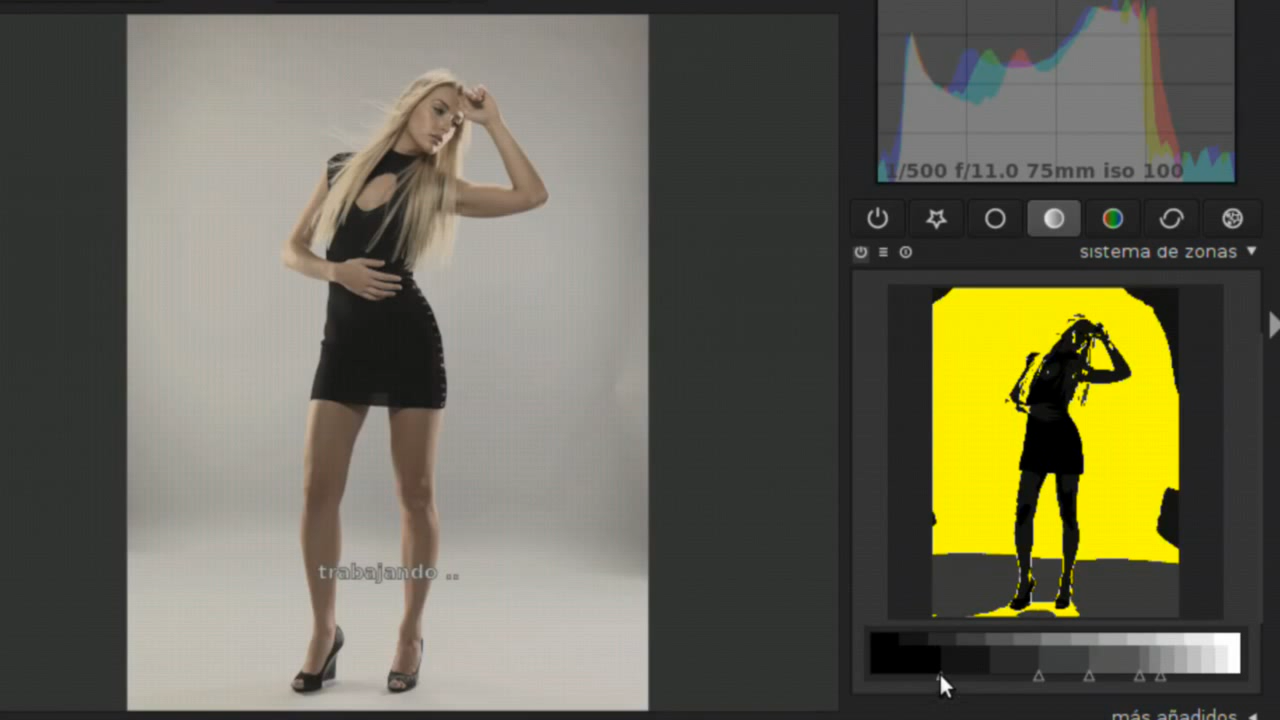 1/500 f/11.0 75mm iso 100
sistema de zonas
trabajando ..
más añadidos